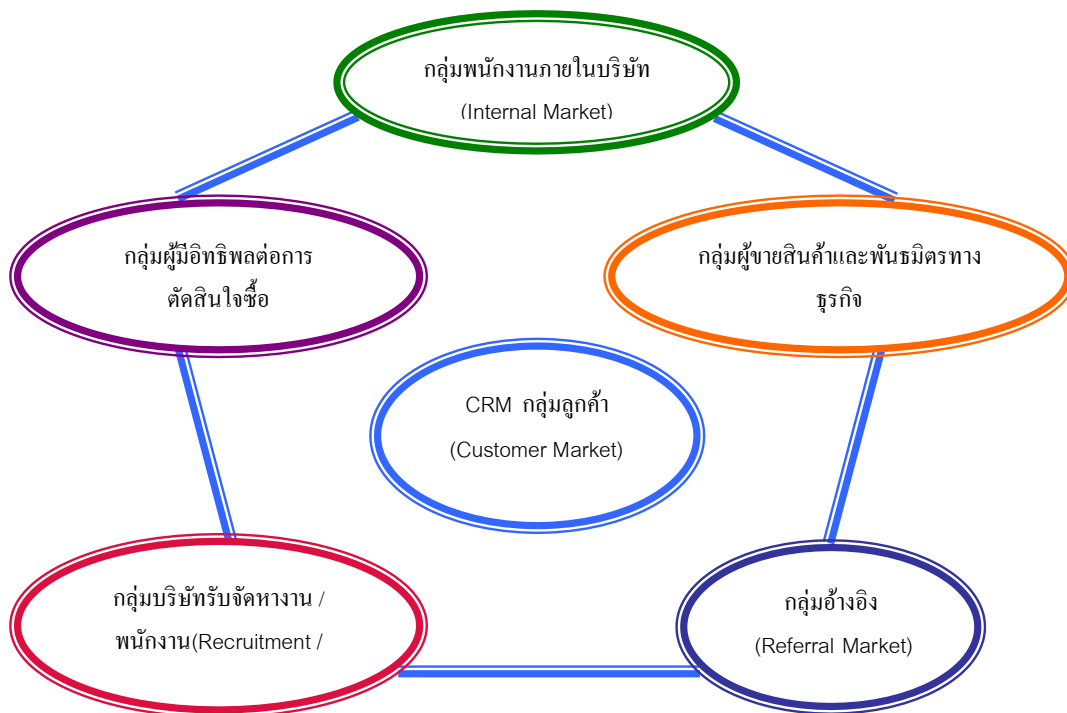 กลุ่มพนักงานภายในบริษัท
(Internal Market)
กลุ่มผู้มีอิทธิพลต่อการ
ตัดสินใจซื้อ
กลุ่มผู้ขายสินค้าและพันธมิตรทาง
ธุรกิจ
CRM กลุ่มลูกค้า
(Customer Market)
กลุ่มบริษัทรับจัดหางาน /
พนักงาน(Recruitment /
กลุ่มอ้างอิง
(Referral Market)